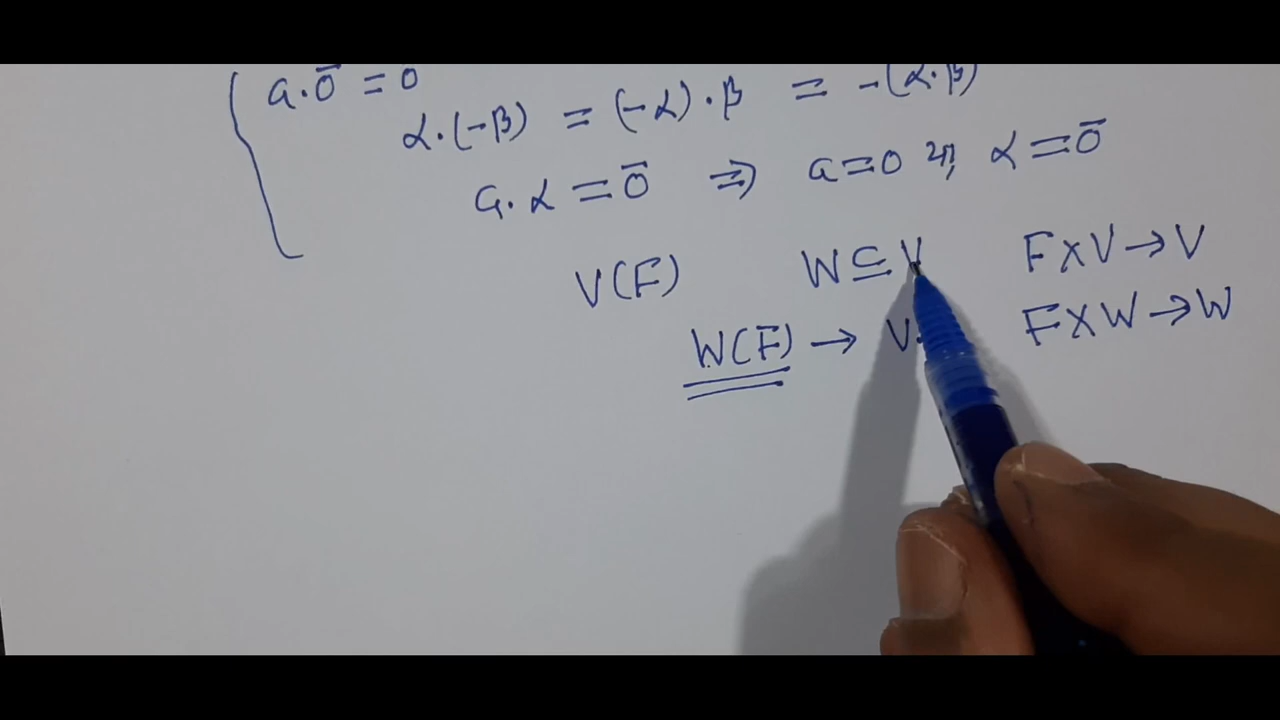 a·0̄ = 0
α·(-β) = (-α)·β = -(α·β)
a·α = 0̄ ⇒ a=0 या, α=0̄
V(F) W⊆V F×V→V
W(F) → V. F×W→W